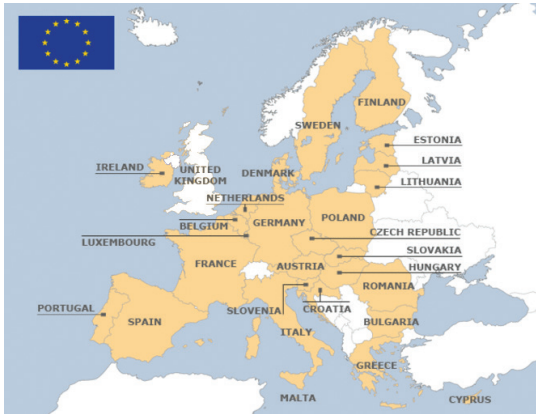 FINLAND
SWEDEN
ESTONIA
IRELAND
UNITED
KINGDOM
DENMARK
LATVIA
LITHUANIA
NETHERLANDS
BELGIUM
GERMANY
POLAND
LUXEMBOURG
CZECH REPUBLIC
SLOVAKIA
FRANCE
AUSTRIA
HUNGARY
ROMANIA
PORTUGAL
SPAIN
SLOVENIA
CROATIA
ITALY
BULGARIA
GREECE
MALTA
CYPRUS